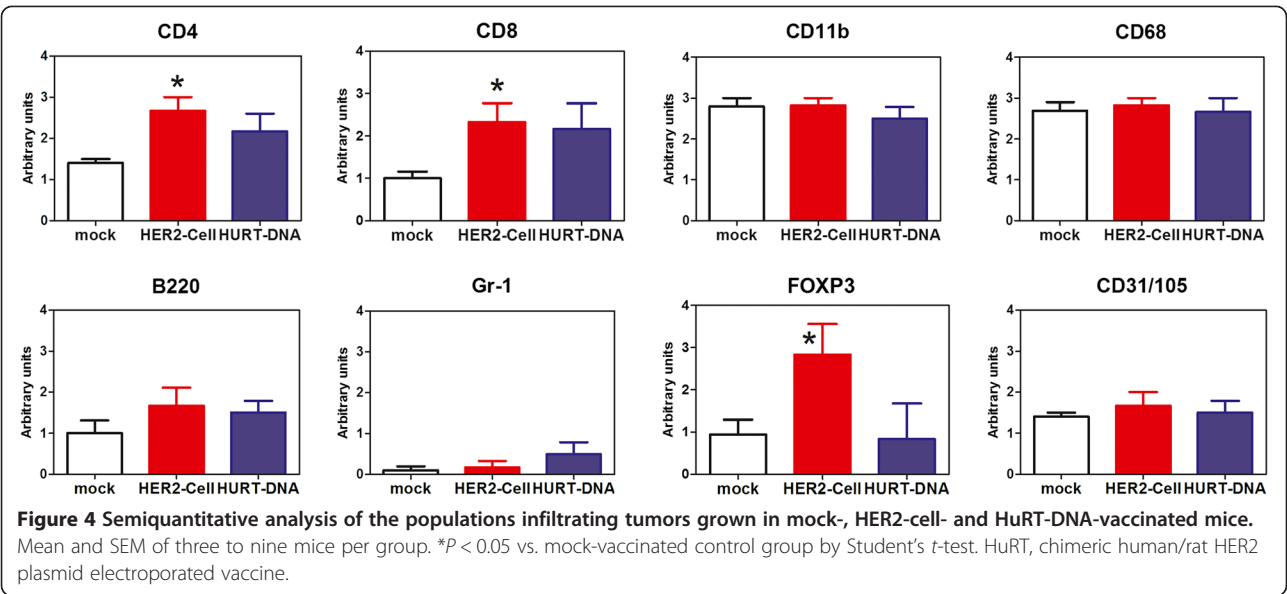 CD4
CD8
CD11b
CD68
Arbitrary units
4
3
2
1
0
*
mock HER2-Cell HURT-DNA
Arbitrary units
4
3
2
1
0
*
mock HER2-Cell HURT-DNA
Arbitrary units
4
3
2
1
0
mock HER2-Cell HURT-DNA
Arbitrary units
4
3
2
1
0
mock HER2-Cell HURT-DNA
B220
Gr-1
FOXP3
CD31/105
Arbitrary units
4
3
2
1
0
mock HER2-Cell HURT-DNA
Arbitrary units
4
3
2
1
0
mock HER2-Cell HURT-DNA
Arbitrary units
4
3
2
1
0
*
mock HER2-Cell HURT-DNA
Arbitrary units
4
3
2
1
0
mock HER2-Cell HURT-DNA
Figure 4 Semiquantitative analysis of the populations infiltrating tumors grown in mock-, HER2-cell- and HuRT-DNA-vaccinated mice.
Mean and SEM of three to nine mice per group. *P < 0.05 vs. mock-vaccinated control group by Student's t-test. HuRT, chimeric human/rat HER2
plasmid electroporated vaccine.